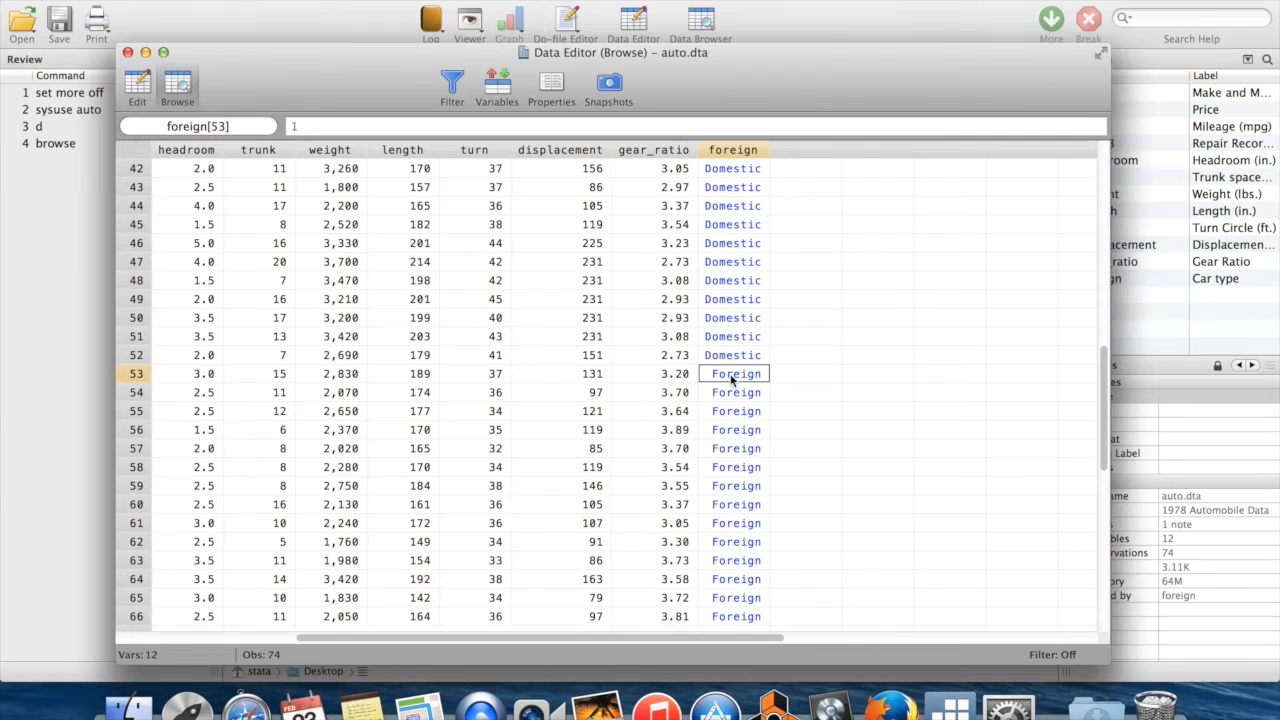 Open Save Print Log Viewer Graph Do-file Editor Data Editor Data Browser More Break Search Help
Data Editor (Browse) – auto.dta
Review
Command
1 set more off
2 sysuse auto
3 d
4 browse
Edit Browse Filter Variables Properties Snapshots
foreign[53] 1
headroom trunk weight length turn displacement gear_ratio foreign
42 2.0 11 3,260 170 37 156 3.05 Domestic
43 2.5 11 1,800 157 37 86 2.97 Domestic
44 4.0 17 2,200 165 36 105 3.37 Domestic
45 1.5 8 2,520 182 38 119 3.54 Domestic
46 5.0 16 3,330 201 44 225 3.23 Domestic
47 4.0 20 3,700 214 42 231 2.73 Domestic
48 1.5 7 3,470 198 42 231 3.08 Domestic
49 2.0 16 3,210 201 45 231 2.93 Domestic
50 3.5 17 3,200 199 40 231 2.93 Domestic
51 3.5 13 3,420 203 43 231 3.08 Domestic
52 2.0 7 2,690 179 41 151 2.73 Domestic
53 3.0 15 2,830 189 37 131 3.20 Foreign
54 2.5 11 2,070 174 36 97 3.70 Foreign
55 2.5 12 2,650 177 34 121 3.64 Foreign
56 1.5 6 2,370 170 35 119 3.89 Foreign
57 2.0 8 2,020 165 32 85 3.70 Foreign
58 2.5 8 2,280 170 34 119 3.54 Foreign
59 2.5 8 2,750 184 38 146 3.55 Foreign
60 2.5 16 2,130 161 36 105 3.37 Foreign
61 3.0 10 2,240 172 36 107 3.05 Foreign
62 2.5 5 1,760 149 34 91 3.30 Foreign
63 3.5 11 1,980 154 33 86 3.73 Foreign
64 3.5 14 3,420 192 38 163 3.58 Foreign
65 3.0 10 1,830 142 34 79 3.72 Foreign
66 2.5 11 2,050 164 36 97 3.81 Foreign
Vars: 12 Obs: 74 Filter: Off
stata Desktop
Label
Make and M...
Price
Mileage (mpg)
Repair Recor...
room Headroom (in.)
Trunk space...
Weight (lbs.)
h Length (in.)
Turn Circle (ft.)
acement Displacemen...
ratio Gear Ratio
gn Car type
s
es
at
Label
s
ame auto.dta
1978 Automobile Data
s 1 note
bles 12
rvations 74
3.11K
ory 64M
d by foreign
FEB